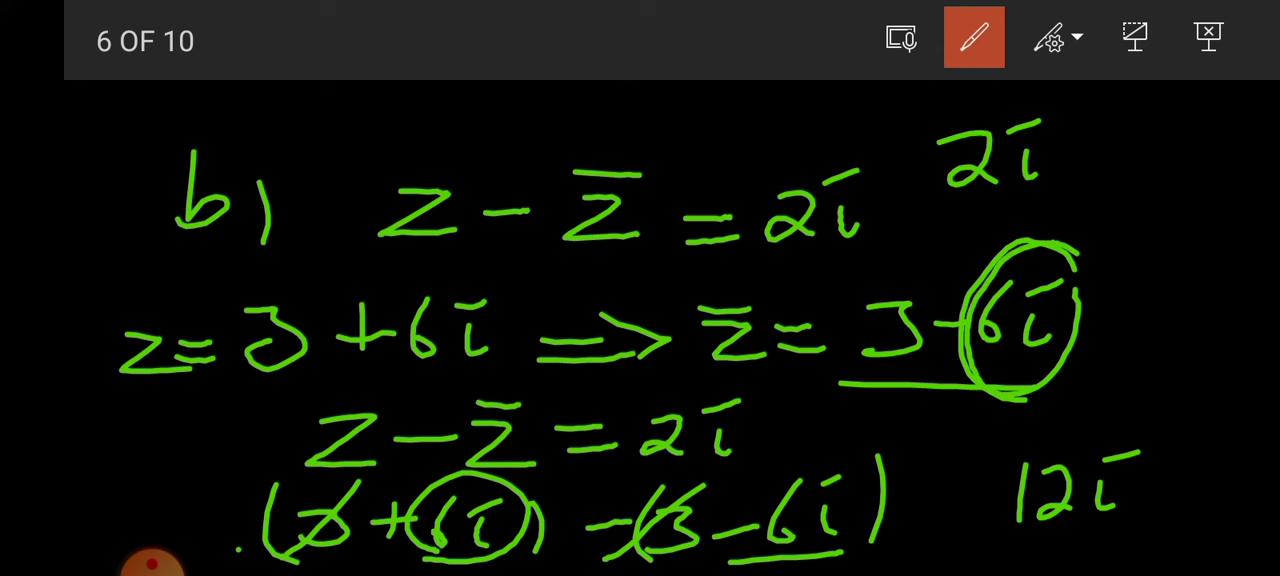 6 OF 10
b) z - z̅ = 2i 2i
z = 3 + 6i ⟹ z̅ = 3 - 6i
z - z̅ = 2i
(3 + 6i) - (3 - 6i) 12i